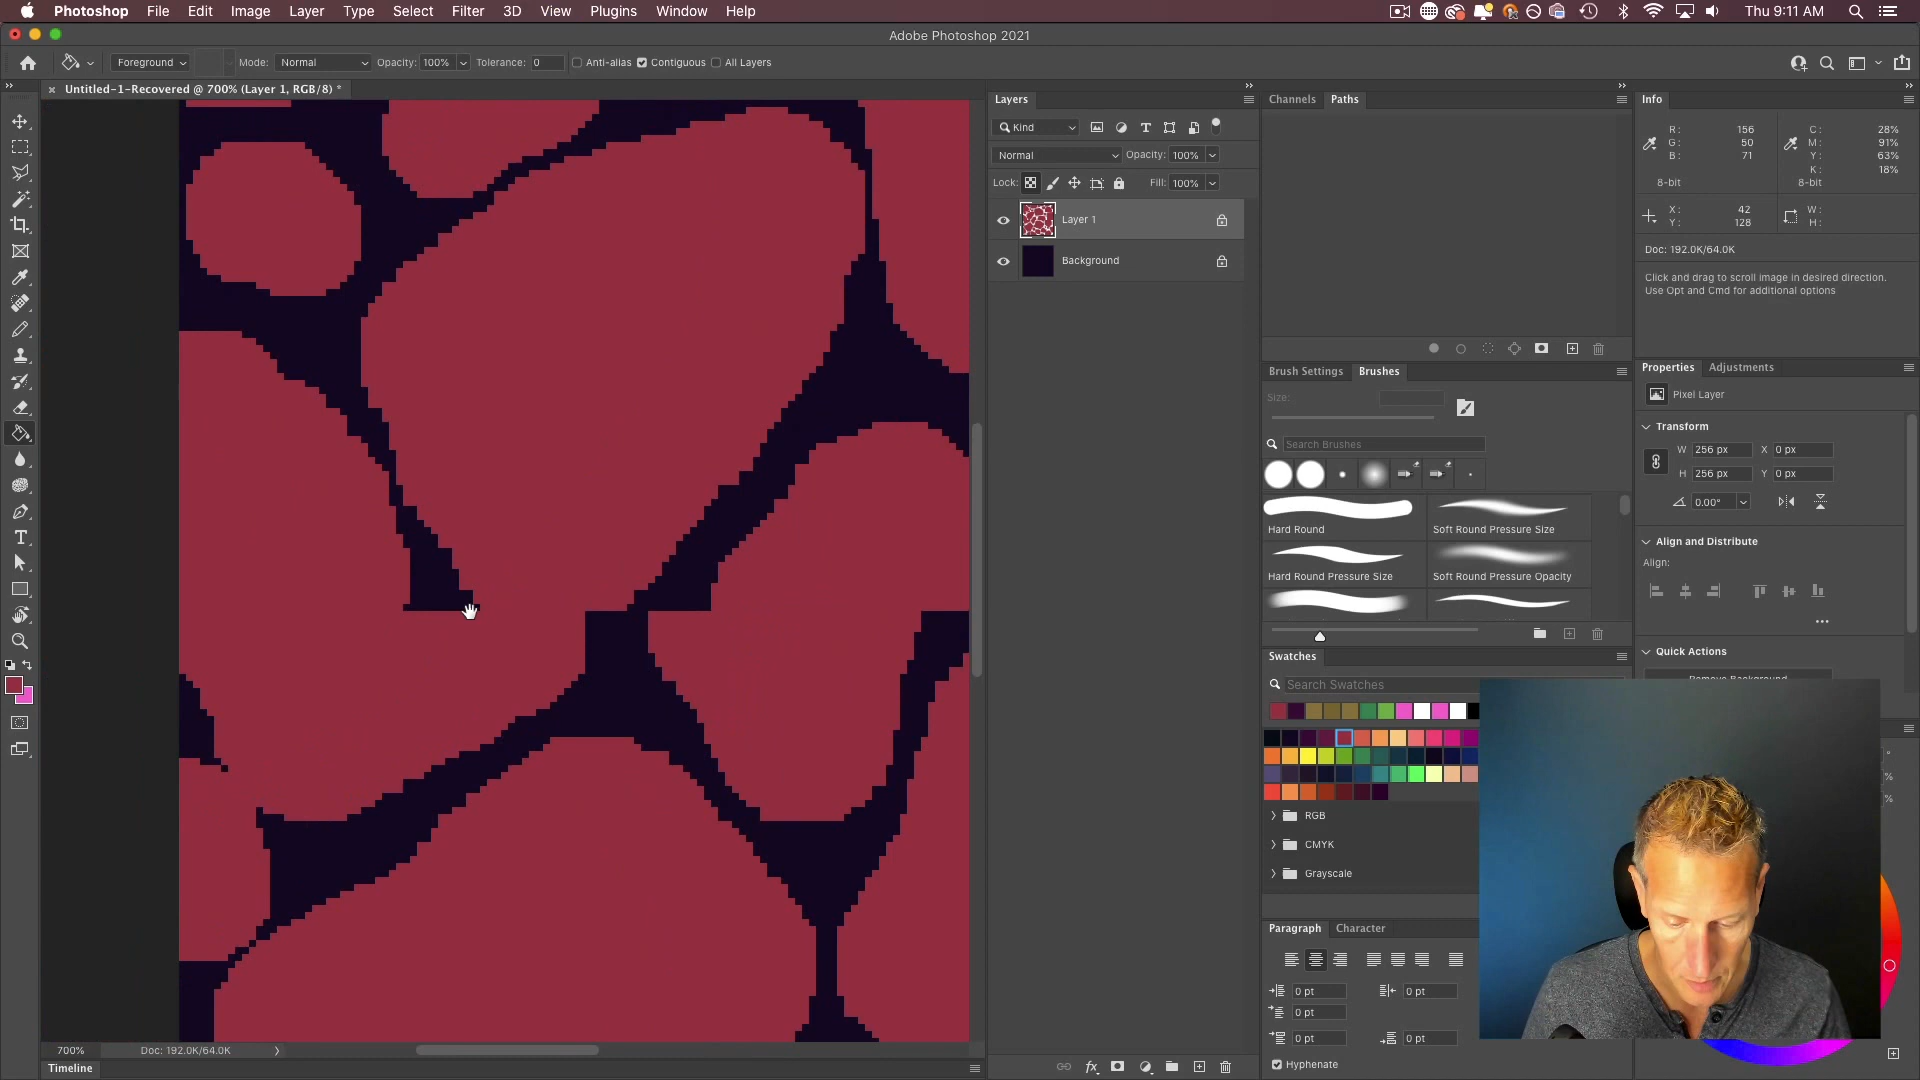 Photoshop File Edit Image Layer Type Select Filter 3D View Plugins Window Help Thu 9:11 AM
Adobe Photoshop 2021
Foreground Mode: Normal Opacity: 100% Tolerance: 0 Anti-alias Contiguous All Layers
Untitled-1-Recovered @ 700% (Layer 1, RGB/8) *
Layers
Kind
Normal Opacity: 100%
Lock: Fill: 100%
Layer 1
Background
Channels Paths
Brush Settings Brushes
Size:
Search Brushes
Hard Round Soft Round Pressure Size
Hard Round Pressure Size Soft Round Pressure Opacity
Swatches
Search Swatches
RGB
CMYK
Grayscale
Paragraph Character
0 pt 0 pt
0 pt
0 pt 0 pt
Hyphenate
Info
R: 156 C: 28%
G: 50 M: 91%
B: 71 Y: 63%
K: 18%
8-bit 8-bit
X: 42 W:
Y: 128 H:
Doc: 192.0K/64.0K
Click and drag to scroll image in desired direction.
Use Opt and Cmd for additional options
Properties Adjustments
Pixel Layer
Transform
W 256 px X 0 px
H 256 px Y 0 px
0.00°
Align and Distribute
Align:
Quick Actions
700% Doc: 192.0K/64.0K
Timeline